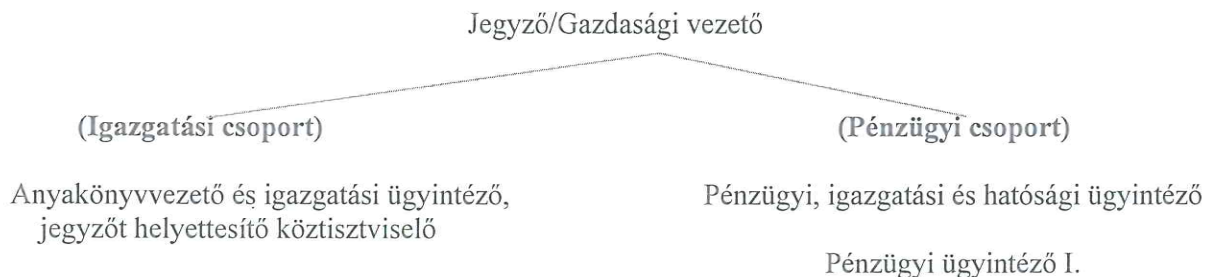 Jegyző/Gazdasági vezető
(Igazgatási csoport)
(Pénzügyi csoport)
Anyakönyvvezető és igazgatási ügyintéző,
jegyzőt helyettesítő köztisztviselő
Pénzügyi, igazgatási és hatósági ügyintéző
Pénzügyi ügyintéző I.